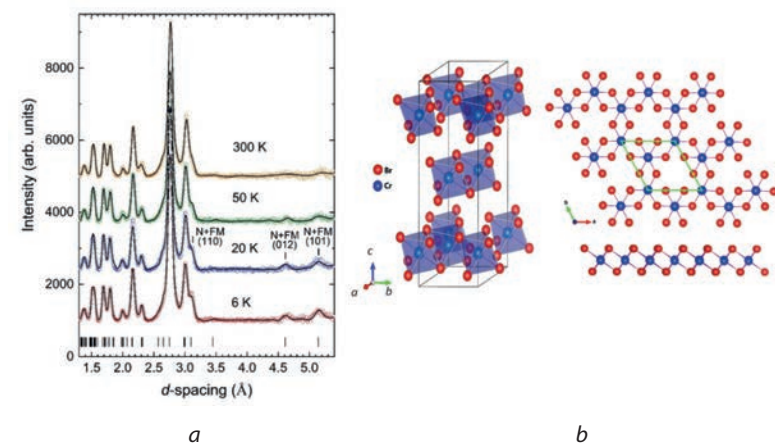 Intensity (arb. units)
8000
6000
4000
2000
0
300 K
50 K
N+FM
(110)
N+FM
(012)
N+FM
(101)
20 K
6 K
1.5 2.0 2.5 3.0 3.5 4.0 4.5 5.0
d-spacing (Å)
a
Br
Cr
c
a
b
b